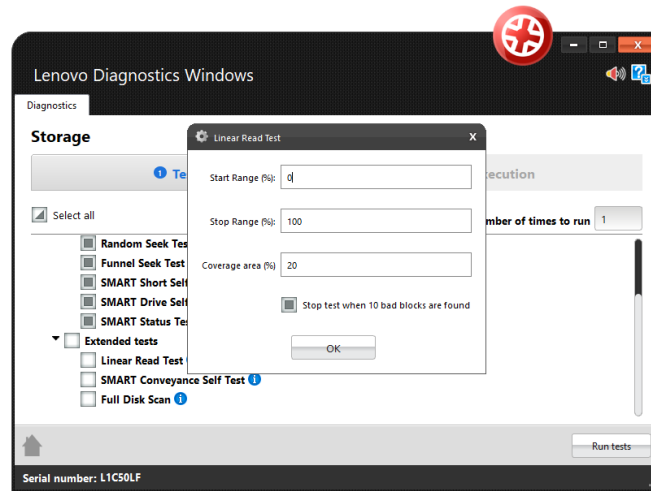 Lenovo Diagnostics Windows
Diagnostics
Storage
Linear Read Test
X
1 Te
ecution
Select all
mber of times to run 1
Start Range (%): 0
Stop Range (%): 100
Coverage area (%) 20
Stop test when 10 bad blocks are found
OK
Random Seek Tes
Funnel Seek Test
SMART Short Self
SMART Drive Self
SMART Status Te
Extended tests
Linear Read Test
SMART Conveyance Self Test
Full Disk Scan
Run tests
Serial number: L1C50LF